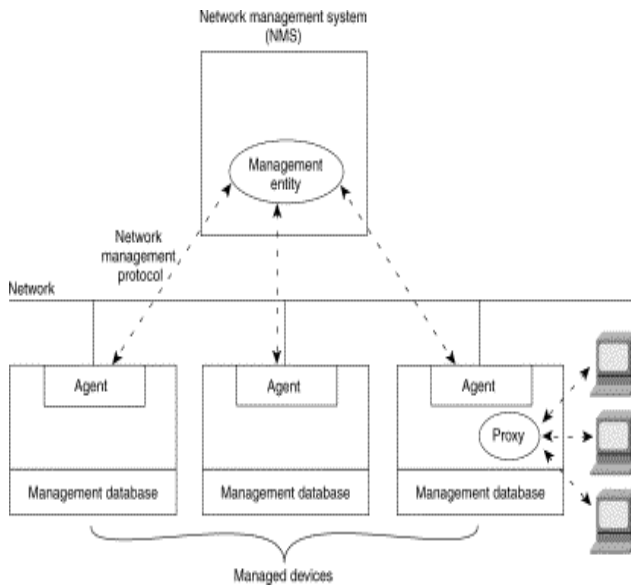 Network management system
(NMS)
Management
entity
Network
management
protocol
Network
Agent
Agent
Agent
Proxy
Management database
Management database
Management database
Managed devices